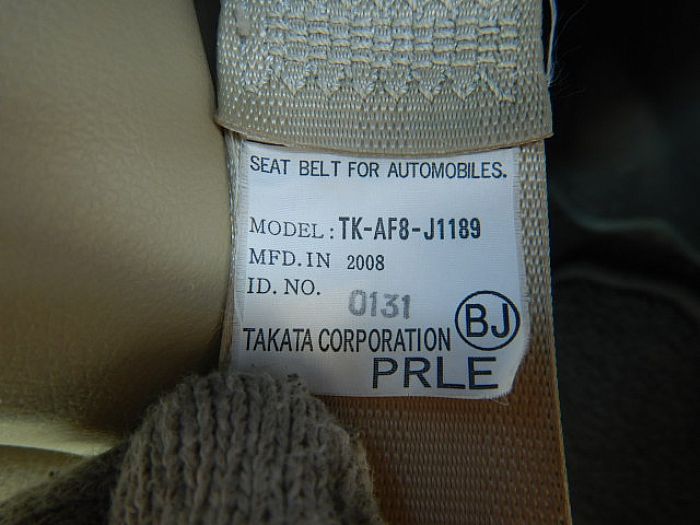 SEAT BELT FOR AUTOMOBILES.
MODEL: TK-AF8-J1189
MFD. IN 2008
ID. NO. 0131
TAKATA CORPORATION BJ
PRLE